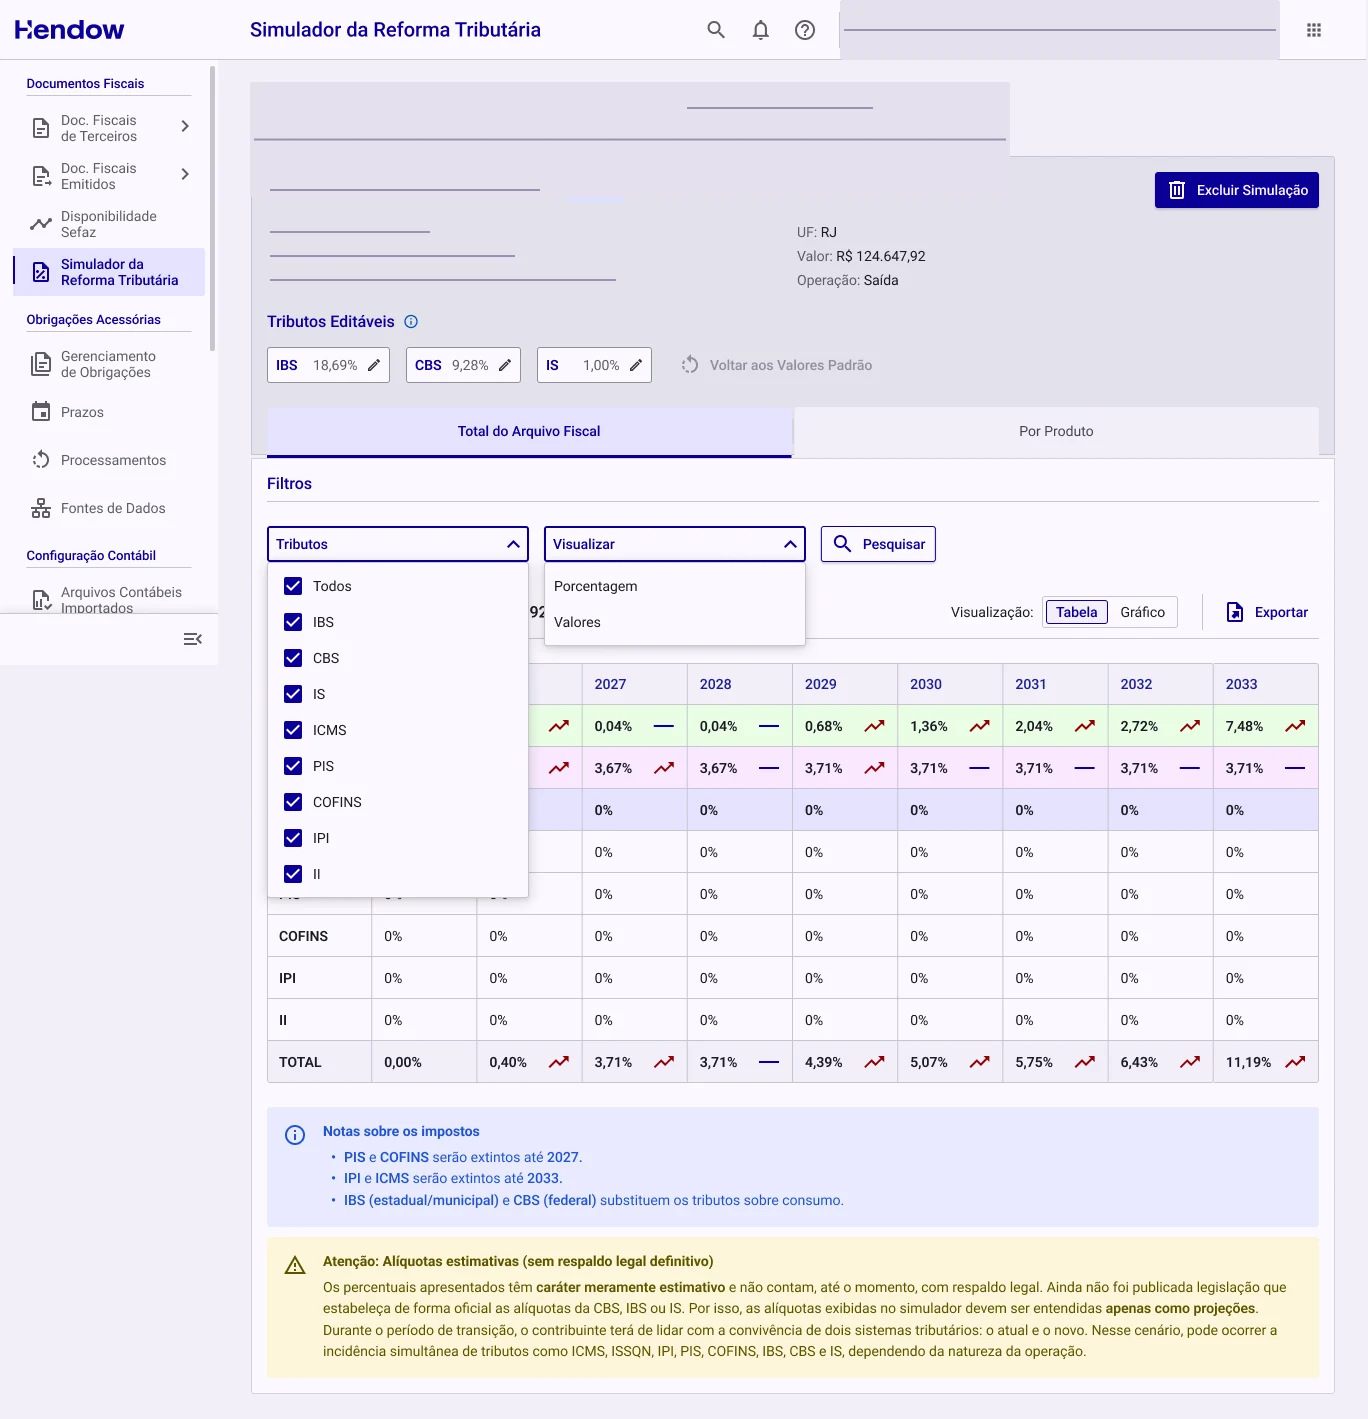 Hendow
Simulador da Reforma Tributária
Documentos Fiscais
Doc. Fiscais
de Terceiros
Doc. Fiscais
Emitidos
Disponibilidade
Sefaz
Simulador da
Reforma Tributária
Obrigações Acessórias
Gerenciamento
de Obrigações
Prazos
Processamentos
Fontes de Dados
Configuração Contábil
Arquivos Contábeis
Importados
Excluir Simulação
UF: RJ
Valor: R$ 124.647,92
Operação: Saída
Tributos Editáveis
IBS 18,69% CBS 9,28% IS 1,00% Voltar aos Valores Padrão
Total do Arquivo Fiscal Por Produto
Filtros
Tributos Visualizar Pesquisar
Todos
IBS
CBS
IS
ICMS
PIS
COFINS
IPI
II
Porcentagem
Valores
92
Visualização: Tabela Gráfico Exportar
2027 2028 2029 2030 2031 2032 2033
0,04% 0,04% 0,68% 1,36% 2,04% 2,72% 7,48%
3,67% 3,67% 3,71% 3,71% 3,71% 3,71% 3,71%
0% 0% 0% 0% 0% 0% 0%
0% 0% 0% 0% 0% 0% 0%
0% 0% 0% 0% 0% 0% 0%
COFINS 0% 0% 0% 0% 0% 0% 0% 0% 0%
IPI 0% 0% 0% 0% 0% 0% 0% 0% 0%
II 0% 0% 0% 0% 0% 0% 0% 0% 0%
TOTAL 0,00% 0,40% 3,71% 3,71% 4,39% 5,07% 5,75% 6,43% 11,19%
Notas sobre os impostos
• PIS e COFINS serão extintos até 2027.
• IPI e ICMS serão extintos até 2033.
• IBS (estadual/municipal) e CBS (federal) substituem os tributos sobre consumo.
Atenção: Alíquotas estimativas (sem respaldo legal definitivo)
Os percentuais apresentados têm caráter meramente estimativo e não contam, até o momento, com respaldo legal. Ainda não foi publicada legislação que
estabeleça de forma oficial as alíquotas da CBS, IBS ou IS. Por isso, as alíquotas exibidas no simulador devem ser entendidas apenas como projeções.
Durante o período de transição, o contribuinte terá de lidar com a convivência de dois sistemas tributários: o atual e o novo. Nesse cenário, pode ocorrer a
incidência simultânea de tributos como ICMS, ISSQN, IPI, PIS, COFINS, IBS, CBS e IS, dependendo da natureza da operação.